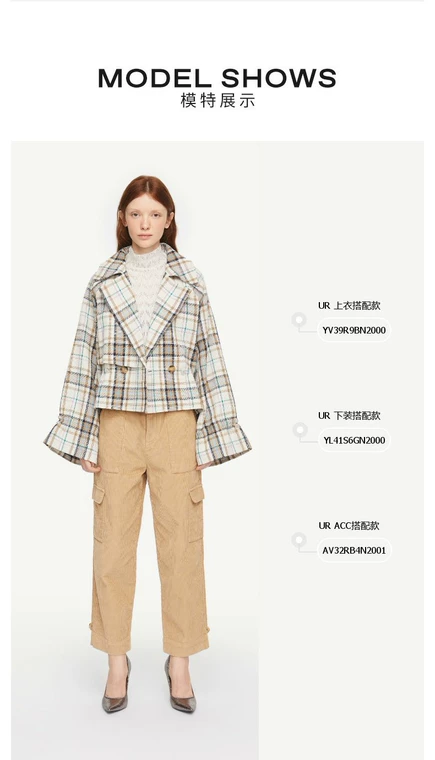 MODEL SHOWS
模特展示
UR 上衣搭配款
YV39R9BN2000
UR 下装搭配款
YL41S6GN2000
UR ACC搭配款
AV32RB4N2001